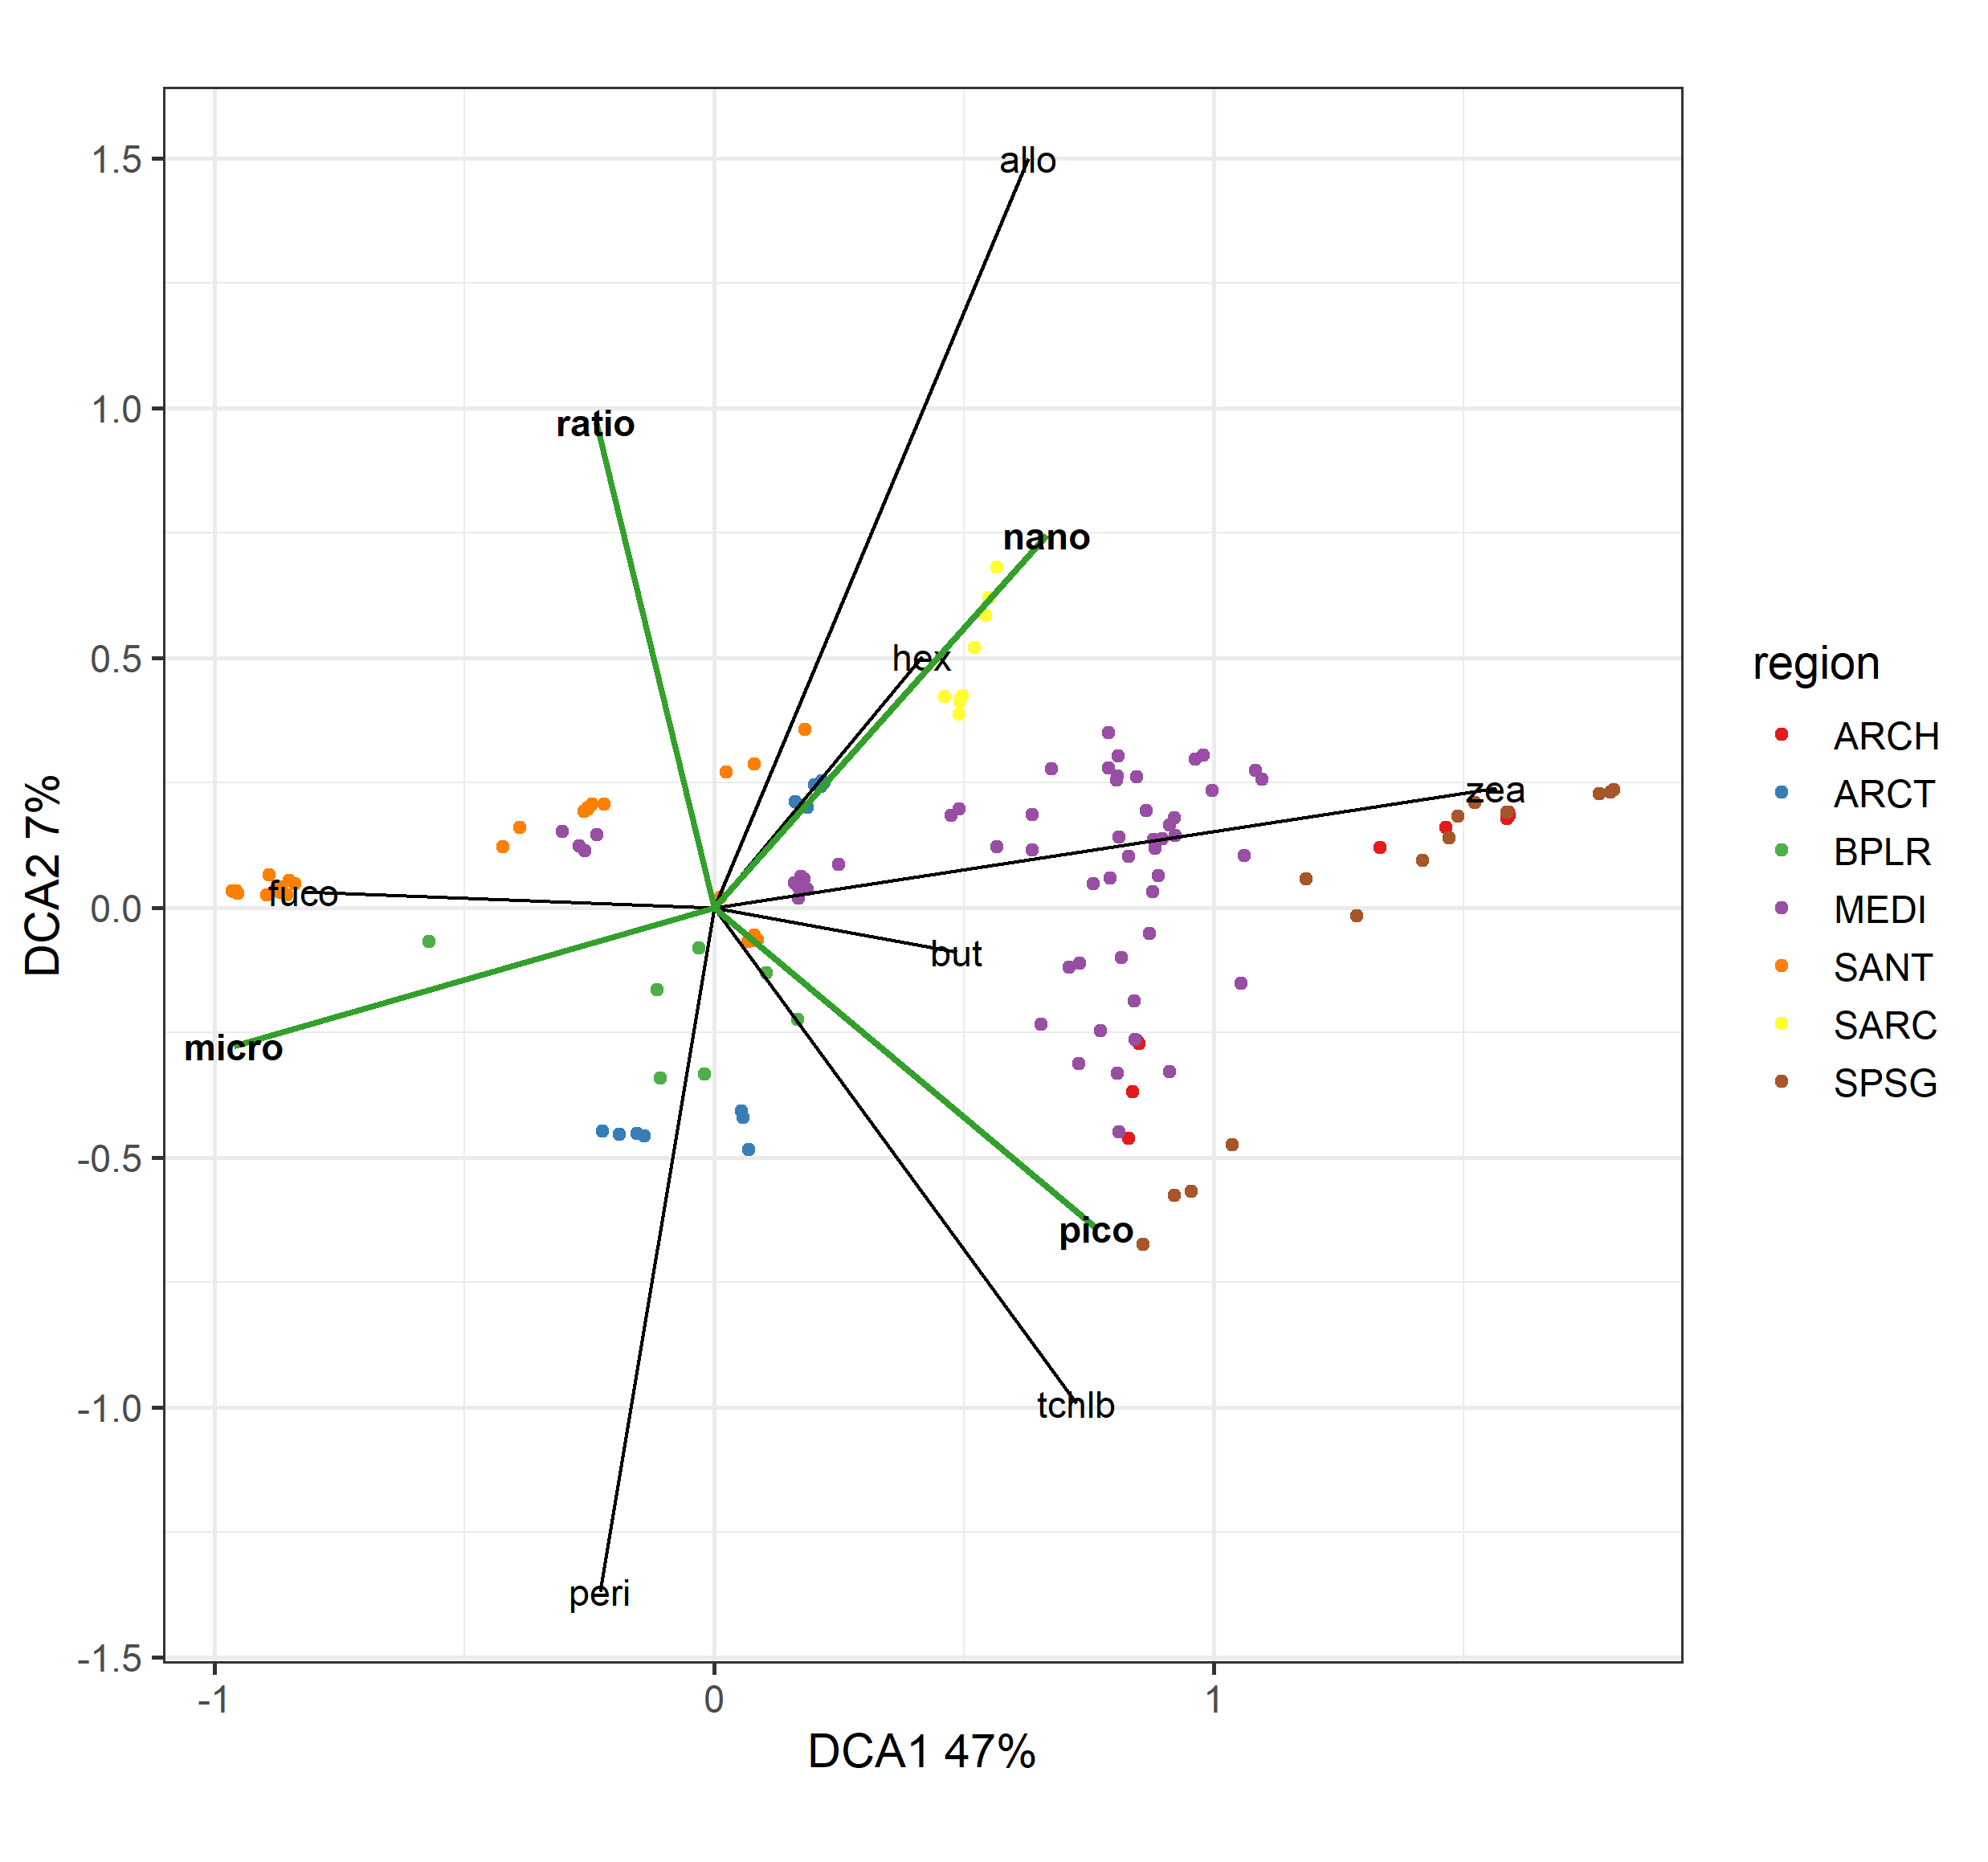 allo
1.5
1.0
ratio
nano
0.5
hex
region
ARCH
ARCT
zea
BPLR
DCA2 7%
0.0
fuco
MEDI
but
SANT
micro
SARC
SPSG
-0.5
pico
-1.0
tchlb
peri
-1.5
-1
0
1
DCA1 47%